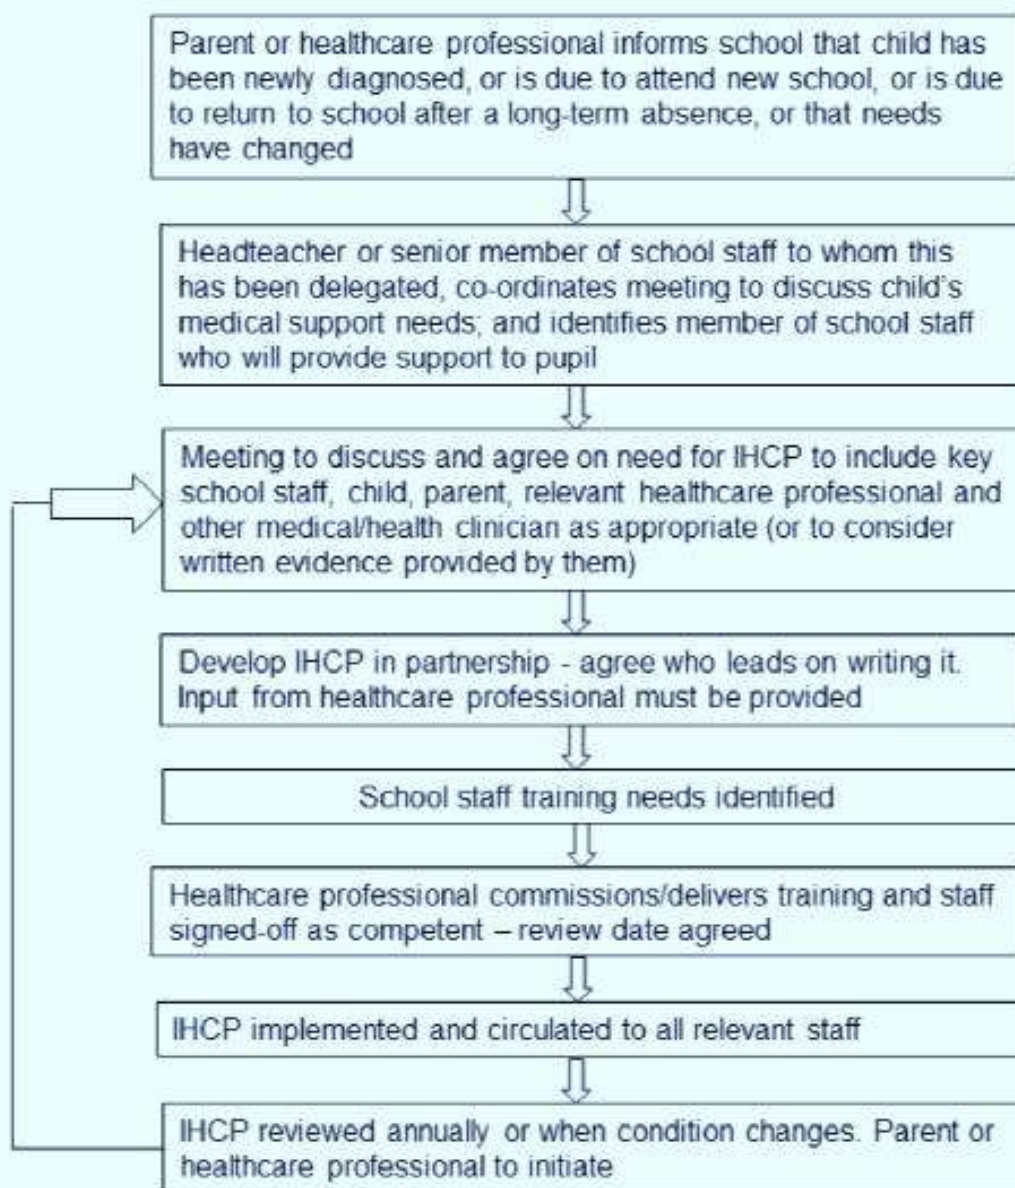 Parent or healthcare professional informs school that child has
been newly diagnosed, or is due to attend new school, or is due
to return to school after a long-term absence, or that needs
have changed
Headteacher or senior member of school staff to whom this
has been delegated, co-ordinates meeting to discuss child's
medical support needs; and identifies member of school staff
who will provide support to pupil
Meeting to discuss and agree on need for IHCP to include key
school staff, child, parent, relevant healthcare professional and
other medical/health clinician as appropriate (or to consider
written evidence provided by them)
Develop IHCP in partnership - agree who leads on writing it.
Input from healthcare professional must be provided
School staff training needs identified
Healthcare professional commissions/delivers training and staff
signed-off as competent – review date agreed
IHCP implemented and circulated to all relevant staff
IHCP reviewed annually or when condition changes. Parent or
healthcare professional to initiate